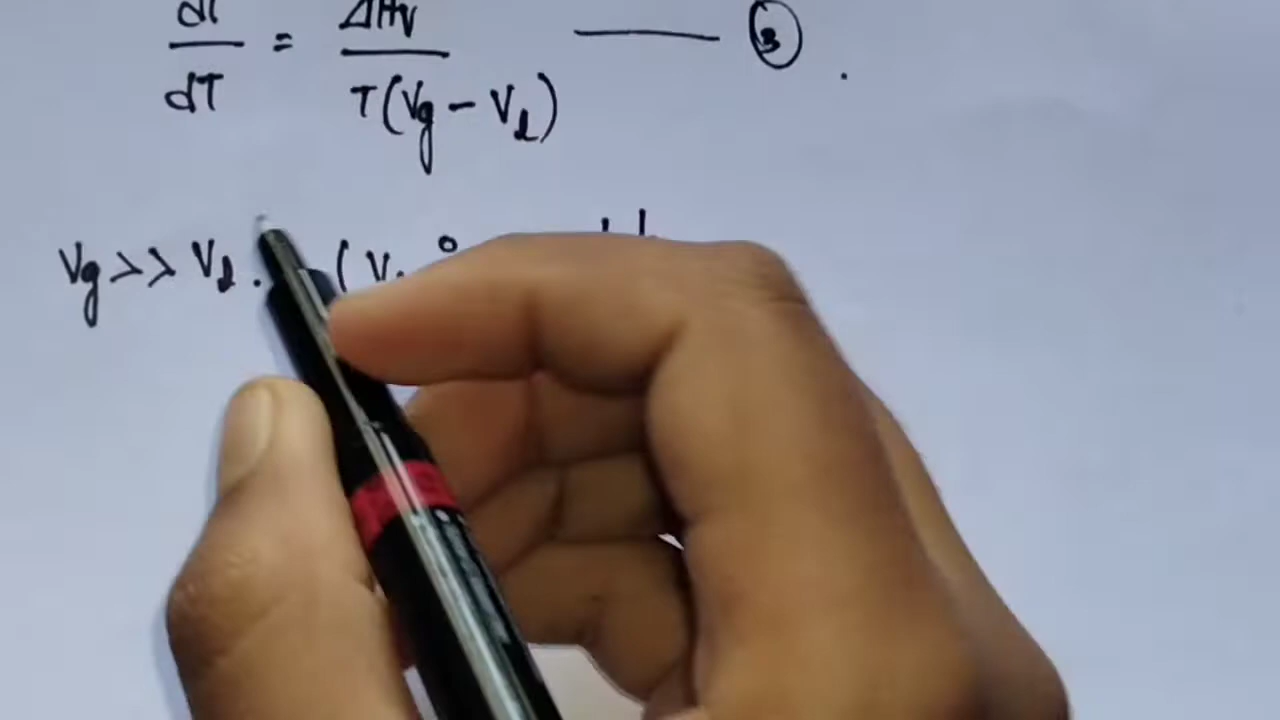 dP/dT = ΔHv / T(Vg - Vl) ——— ③ .
Vg >> Vl . (V